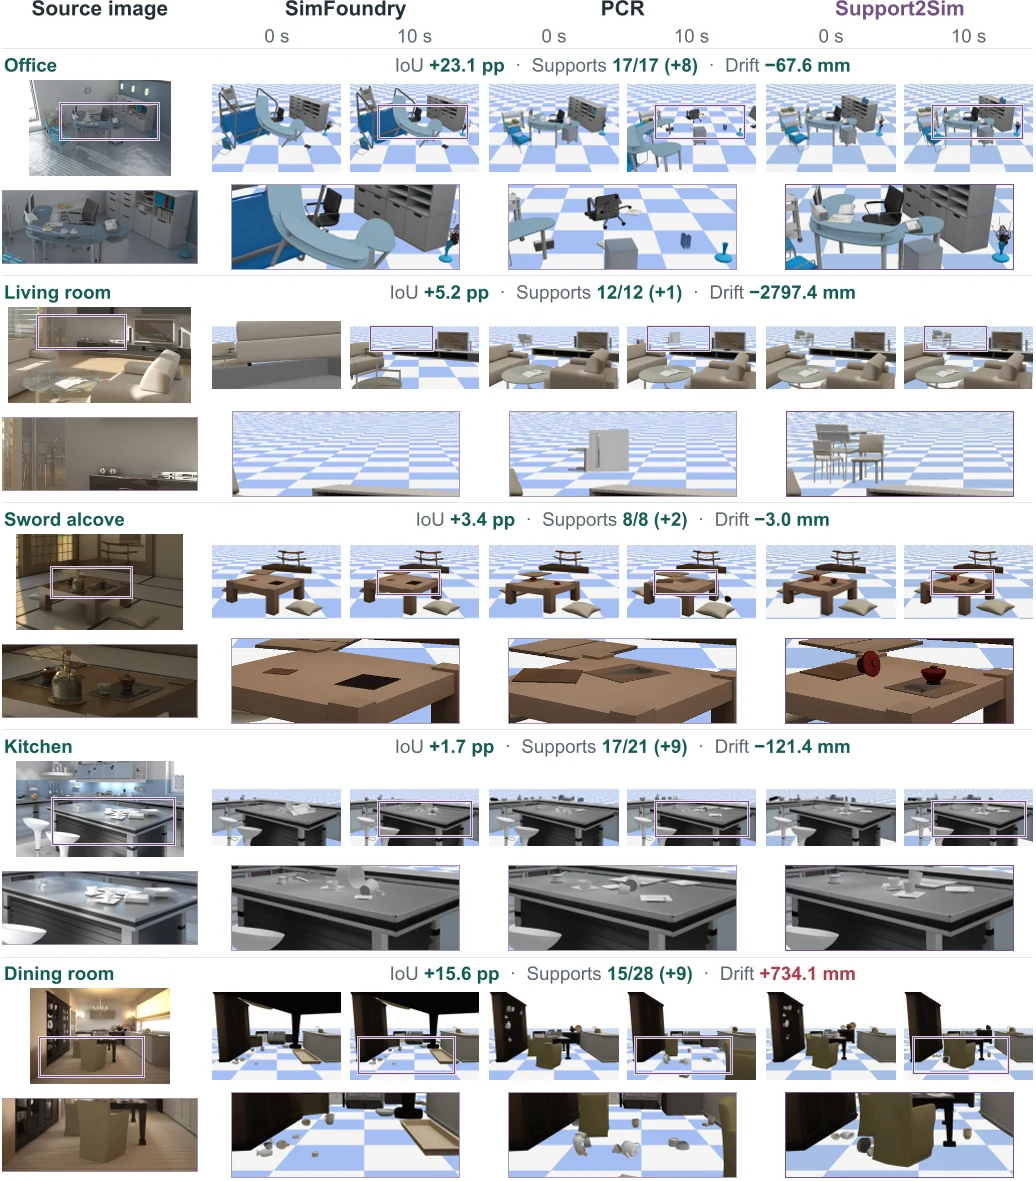 Source image SimFoundry PCR Support2Sim
0 s 10 s 0 s 10 s 0 s 10 s
Office IoU +23.1 pp · Supports 17/17 (+8) · Drift −67.6 mm
Living room IoU +5.2 pp · Supports 12/12 (+1) · Drift −2797.4 mm
Sword alcove IoU +3.4 pp · Supports 8/8 (+2) · Drift −3.0 mm
Kitchen IoU +1.7 pp · Supports 17/21 (+9) · Drift −121.4 mm
Dining room IoU +15.6 pp · Supports 15/28 (+9) · Drift +734.1 mm